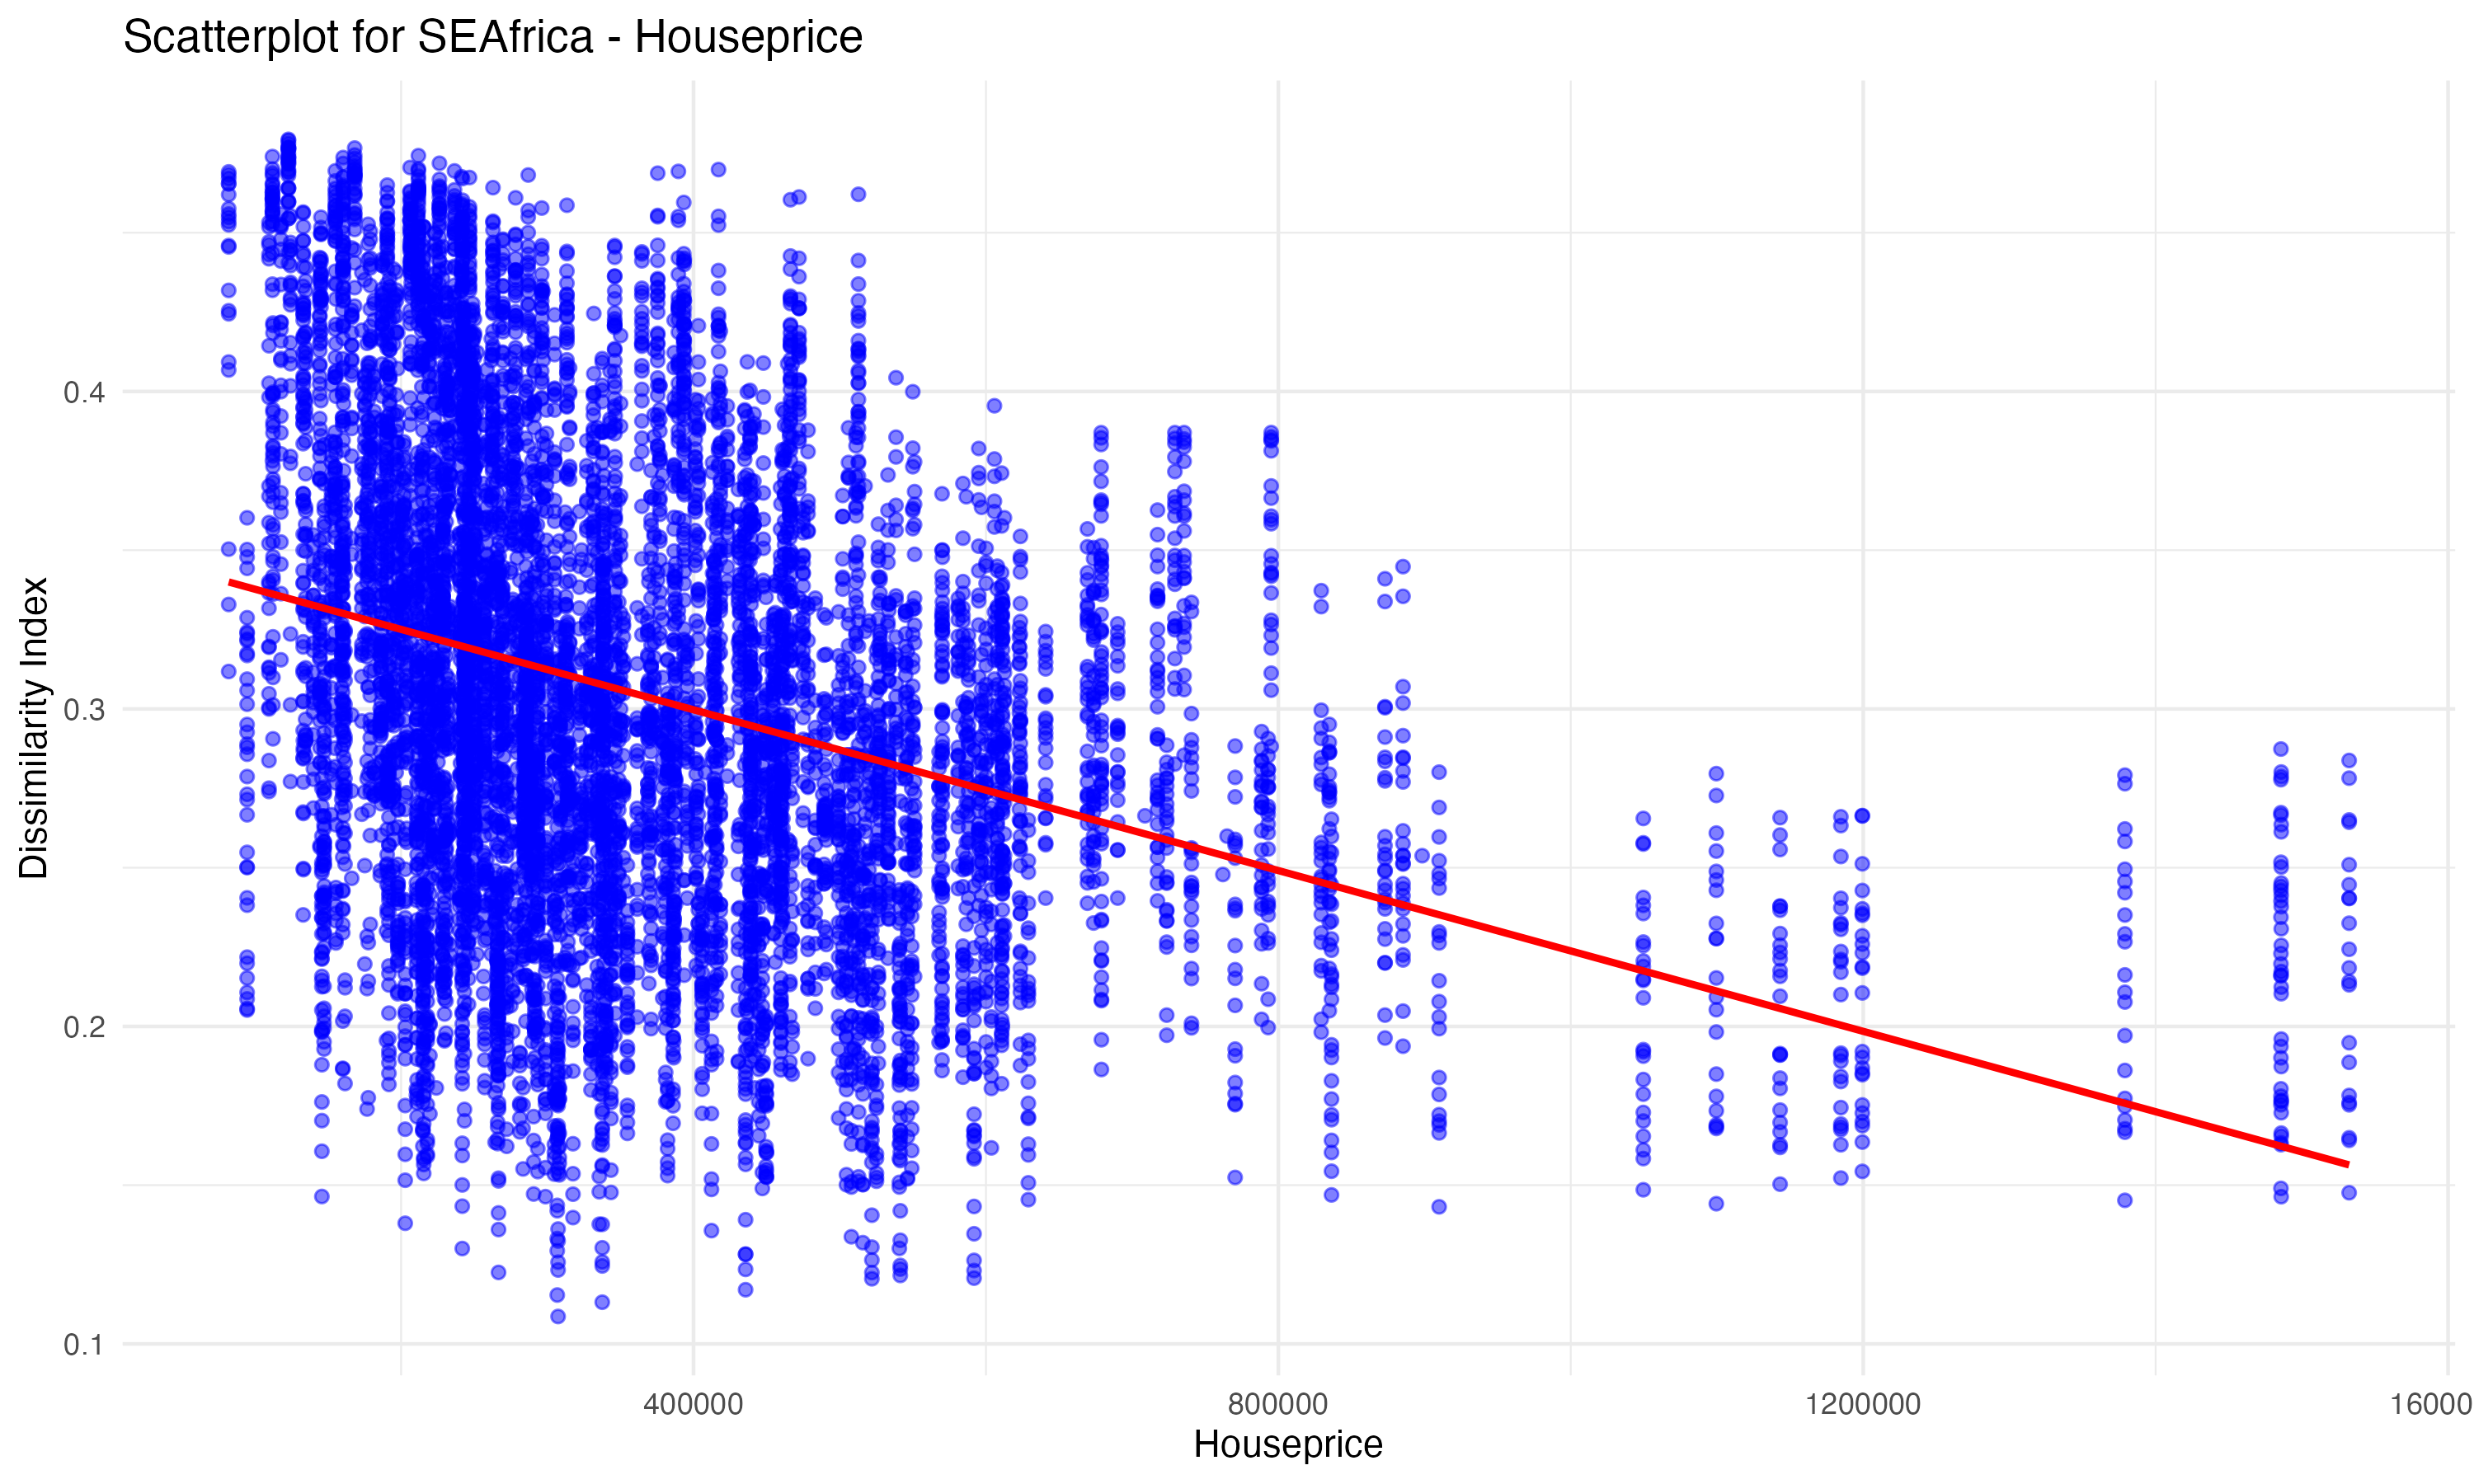 Scatterplot for SEAfrica - Houseprice
Dissimilarity Index
0.4
0.3
0.2
0.1
400000 800000 1200000 16000
Houseprice